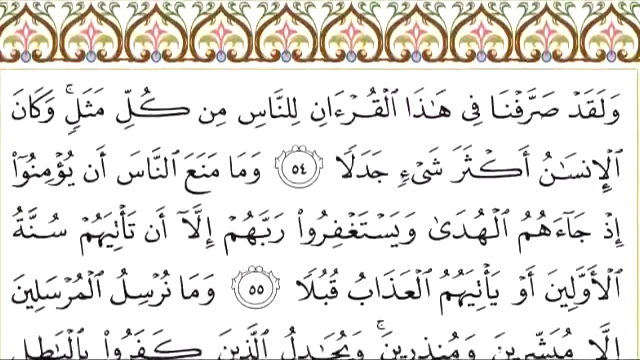 وَلَقَدْ صَرَّفْنَا فِى هَٰذَا ٱلْقُرْءَانِ لِلنَّاسِ مِن كُلِّ مَثَلٍۢ ۚ وَكَانَ
ٱلْإِنسَٰنُ أَكْثَرَ شَىْءٍۢ جَدَلًۭا ٥٤ وَمَا مَنَعَ ٱلنَّاسَ أَن يُؤْمِنُوٓا۟
إِذْ جَآءَهُمُ ٱلْهُدَىٰ وَيَسْتَغْفِرُوا۟ رَبَّهُمْ إِلَّآ أَن تَأْتِيَهُمْ سُنَّةُ
ٱلْأَوَّلِينَ أَوْ يَأْتِيَهُمُ ٱلْعَذَابُ قُبُلًۭا ٥٥ وَمَا نُرْسِلُ ٱلْمُرْسَلِينَ
إِلَّا مُبَشِّرِينَ وَمُنذِرِينَ ۚ وَيُجَٰدِلُ ٱلَّذِينَ كَفَرُوا۟ بِٱلْبَٰطِلِ